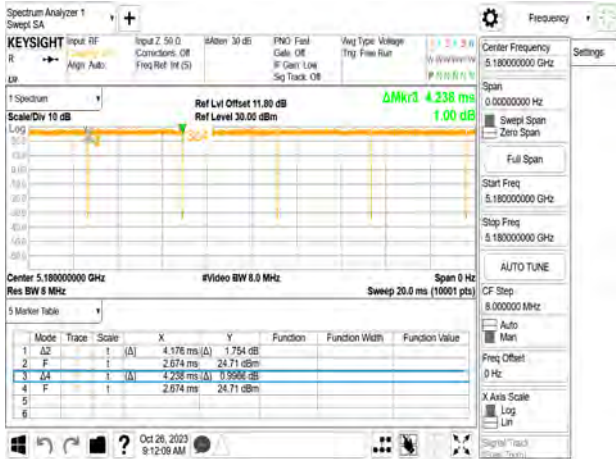 Spectrum Analyzer 1
Swept SA
+
Frequency
KEYSIGHT Input: RF
Input Z: 50 Ω
#Atten: 30 dB
PNO: Fast
Avg Type: Voltage
R
Align: Auto
Corrections: Off
Freq Ref: Int (S)
Gate: Off
IF Gain: Low
Sig Track: Off
Trig: Free Run
1 Spectrum
Scale/Div 10 dB
Ref Lvl Offset 11.80 dB
Ref Level 30.00 dBm
ΔMkr3 4.238 ms
1.00 dB
Log
Center 5.180000000 GHz
Res BW 8 MHz
#Video BW 8.0 MHz
Span 0 Hz
Sweep 20.0 ms (10001 pts)
5 Marker Table
Mode Trace Scale X Y Function Function Width Function Value
1 Δ2 t (Δ) 4.176 ms (Δ) 1.754 dB
2 F t 2.674 ms 24.71 dBm
3 Δ4 t (Δ) 4.238 ms (Δ) 0.9966 dB
4 F t 2.674 ms 24.71 dBm
5
6
Oct 26, 2023
9:12:09 AM
?
Center Frequency
5.180000000 GHz
Settings
Span
0.00000000 Hz
Swept Span
Zero Span
Full Span
Start Freq
5.180000000 GHz
Stop Freq
5.180000000 GHz
AUTO TUNE
CF Step
8.000000 MHz
Auto
Man
Freq Offset
0 Hz
X Axis Scale
Log
Lin
Signal Track